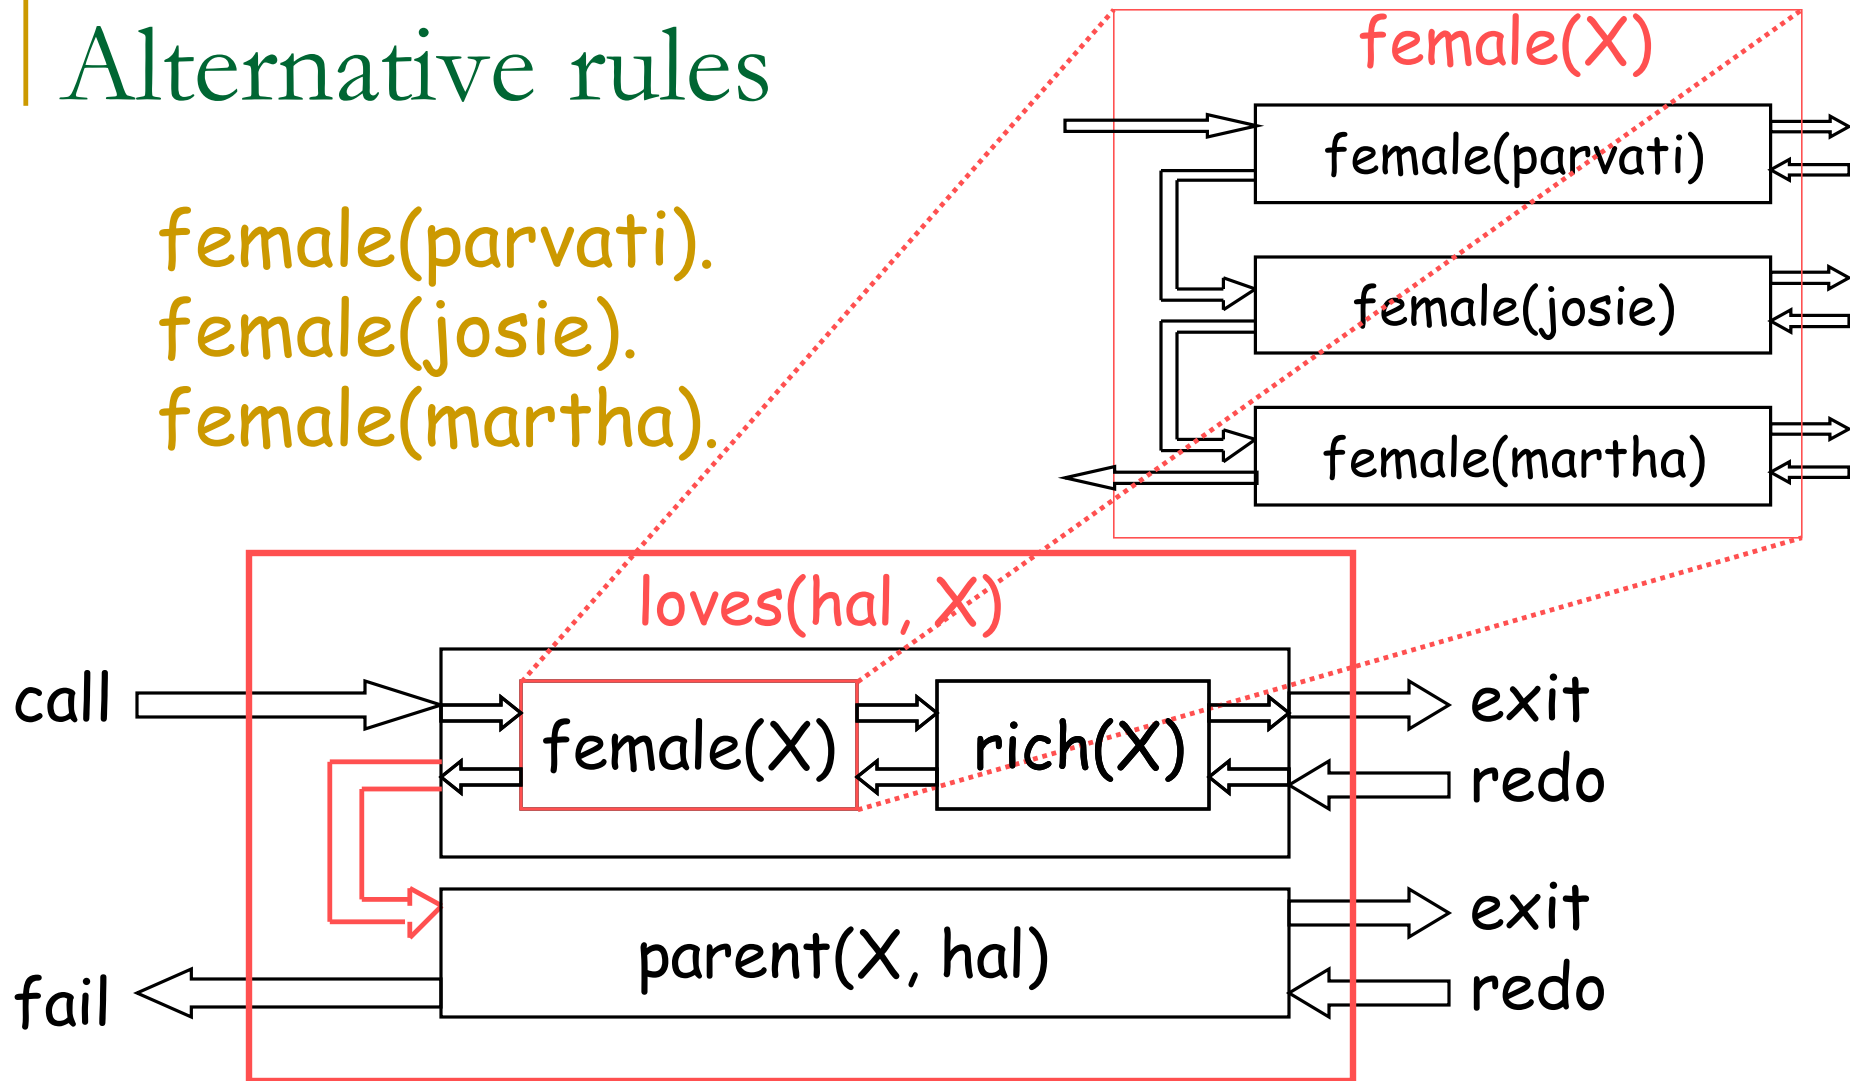 Alternative rules
female(parvati).
female(josie).
female(martha).
female(X)
female(parvati)
female(josie)
female(martha)
loves(hal, X)
call
female(X)
rich(X)
exit
redo
parent(X, hal)
exit
fail
redo